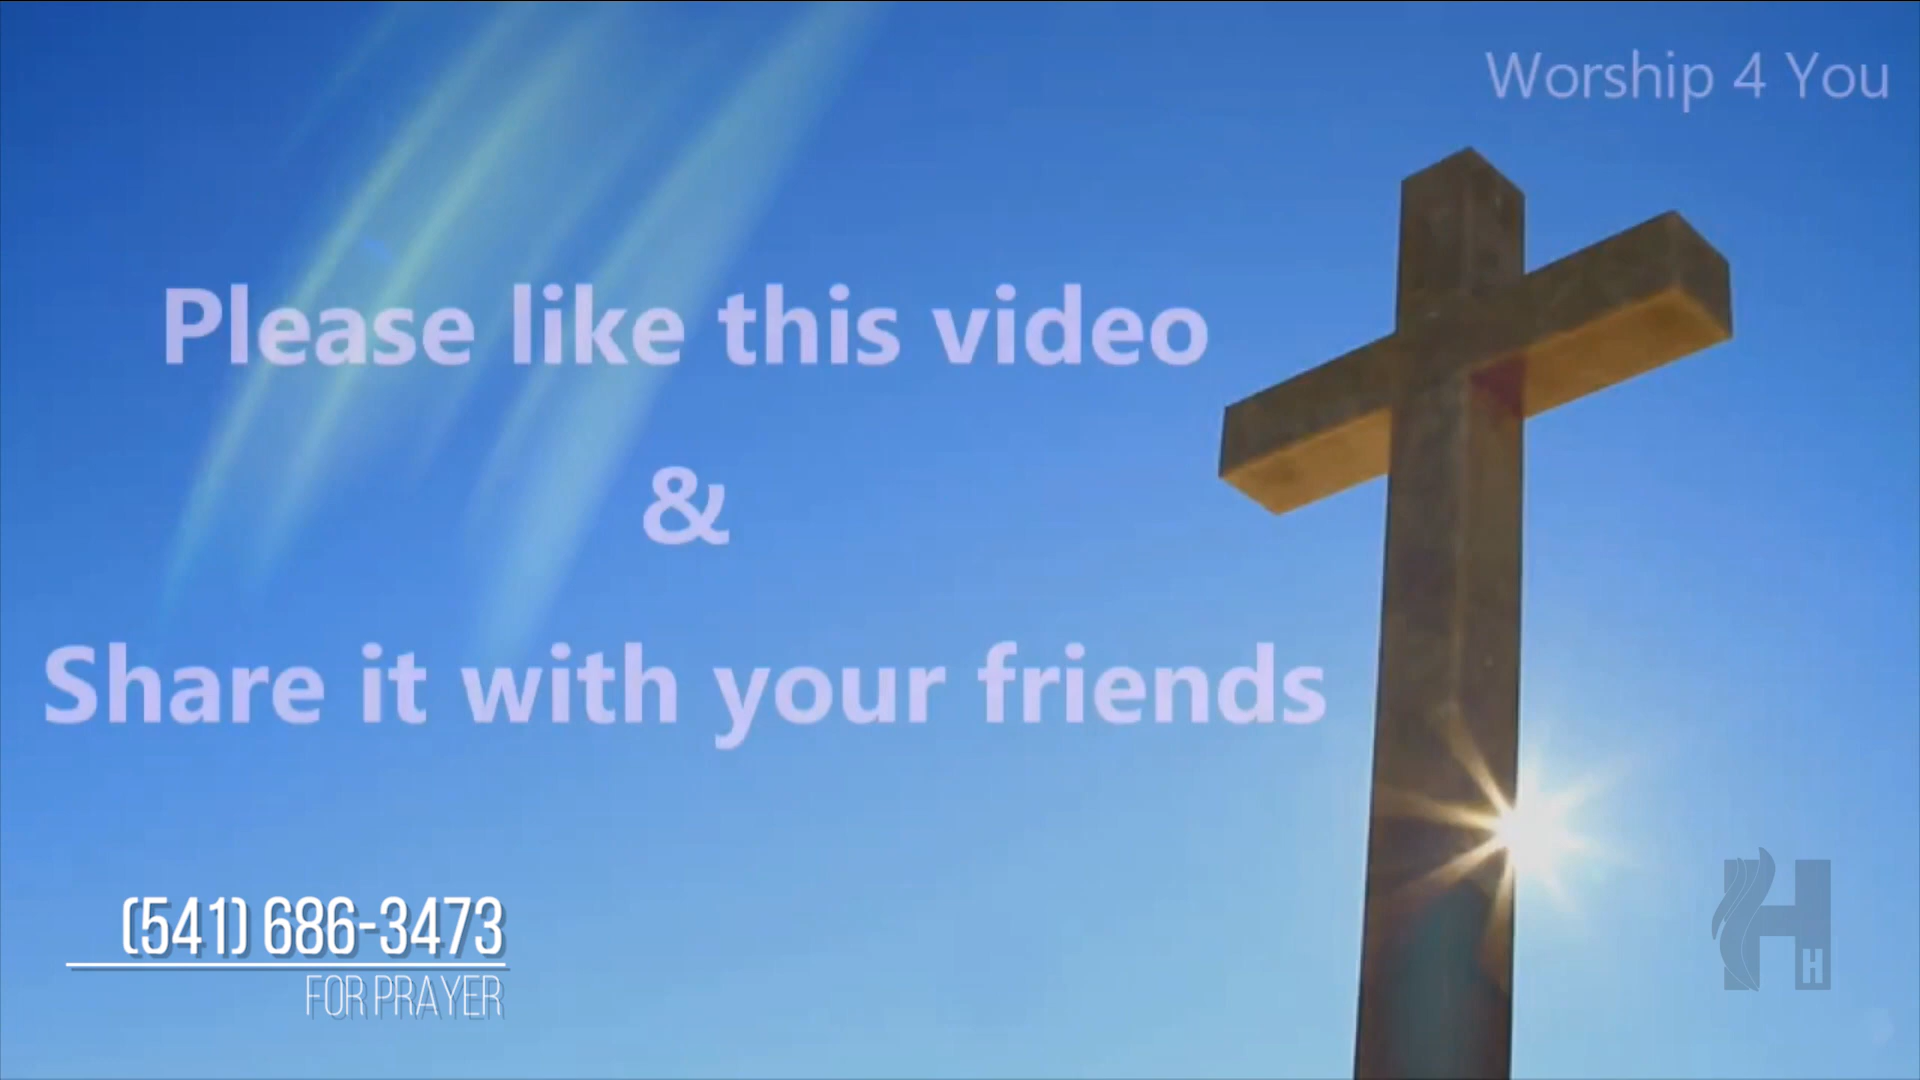 Worship 4 You
Please like this video
&
Share it with your friends
(541) 686-3473
FOR PRAYER
H
H